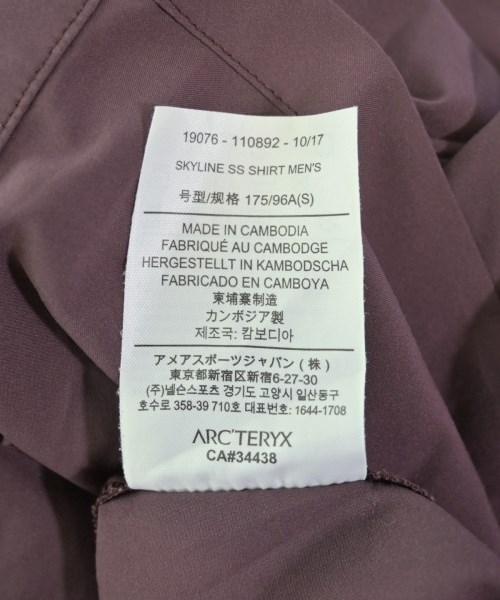 19076 - 110892 - 10/17
SKYLINE SS SHIRT MEN'S
号型/规格 175/96A(S)
MADE IN CAMBODIA
FABRIQUÉ AU CAMBODGE
HERGESTELLT IN KAMBODSCHA
FABRICADO EN CAMBOYA
柬埔寨制造
カンボジア製
제조국: 캄보디아
アメアスポーツジャパン (株)
東京都新宿区新宿6-27-30
(주)넬슨스포츠 경기도 고양시 일산동구
호수로 358-39 710호 대표번호: 1644-1708
ARC'TERYX
CA#34438